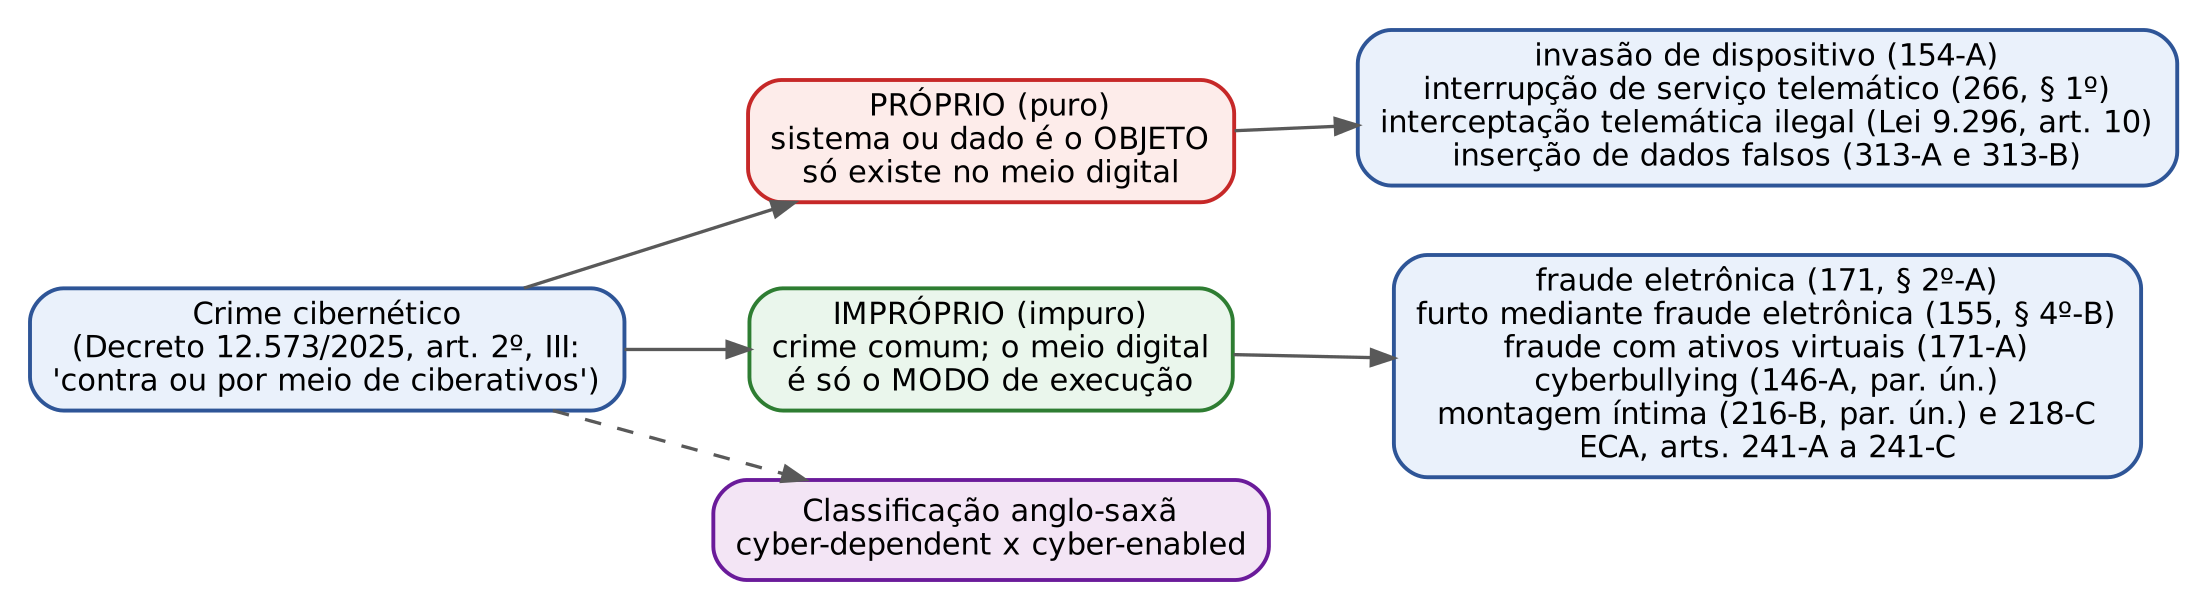 Crime cibernético
(Decreto 12.573/2025, art. 2º, III:
'contra ou por meio de ciberativos')
PRÓPRIO (puro)
sistema ou dado é o OBJETO
só existe no meio digital
invasão de dispositivo (154-A)
interrupção de serviço telemático (266, § 1º)
interceptação telemática ilegal (Lei 9.296, art. 10)
inserção de dados falsos (313-A e 313-B)
IMPRÓPRIO (impuro)
crime comum; o meio digital
é só o MODO de execução
fraude eletrônica (171, § 2º-A)
furto mediante fraude eletrônica (155, § 4º-B)
fraude com ativos virtuais (171-A)
cyberbullying (146-A, par. ún.)
montagem íntima (216-B, par. ún.) e 218-C
ECA, arts. 241-A a 241-C
Classificação anglo-saxã
cyber-dependent x cyber-enabled